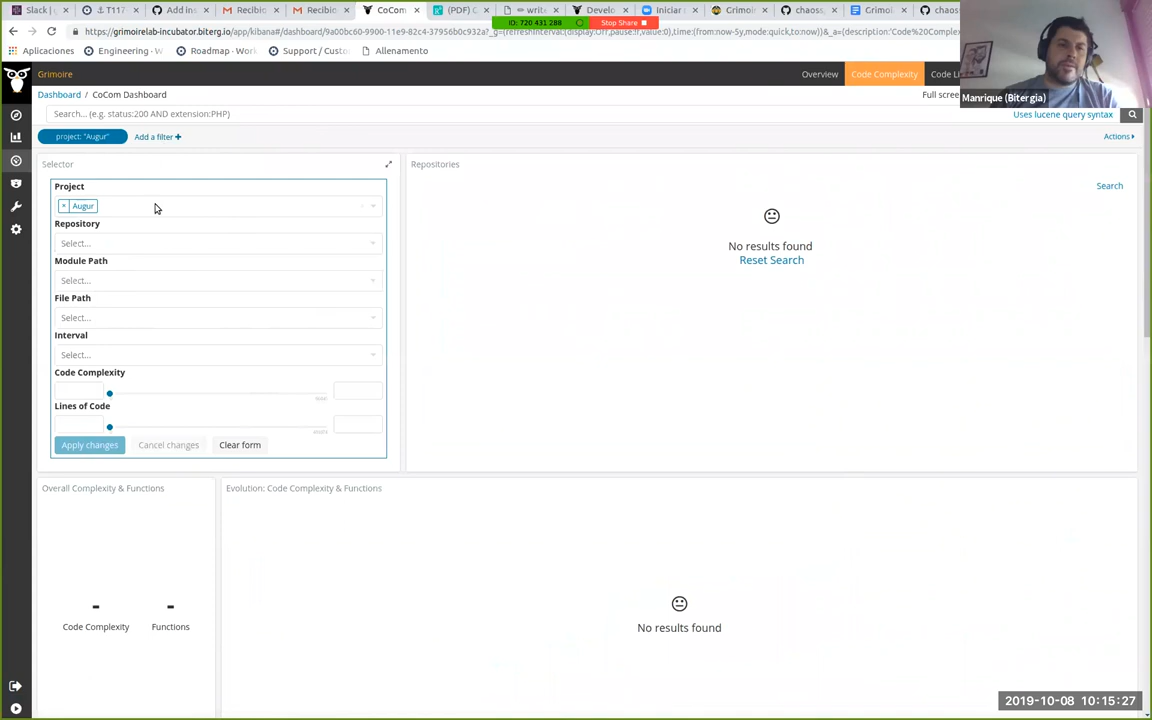 Slack |
T117
Add in
Recibio
Recibio
CoCom
(PDF) C
write
Develo
Iniciar
Grimoi
chaoss
Grimoi
chaoss
ID: 720 431 288
Stop Share
https://grimoirelab-incubator.biterg.io/app/kibana#/dashboard/9a00bc60-9900-11e9-82c4-37956b0c932a?_g=(refreshInterval:(display:Off,pause:!f,value:0),time:(from:now-5y,mode:quick,to:now))&_a=(description:'Code%20Comple
Aplicaciones
Engineering · W
Roadmap · Work
Support / Custo
Allenamento
Grimoire
Overview
Code Complexity
Code Li
Manrique (Bitergia)
Dashboard / CoCom Dashboard
Full scree
Search... (e.g. status:200 AND extension:PHP)
Uses lucene query syntax
project: "Augur"
Add a filter +
Actions
Selector
Repositories
Project
Search
× Augur
Repository
Select...
No results found
Reset Search
Module Path
Select...
File Path
Select...
Interval
Select...
Code Complexity
Lines of Code
Apply changes
Cancel changes
Clear form
Overall Complexity & Functions
Evolution: Code Complexity & Functions
-
-
Code Complexity
Functions
No results found
2019-10-08 10:15:27